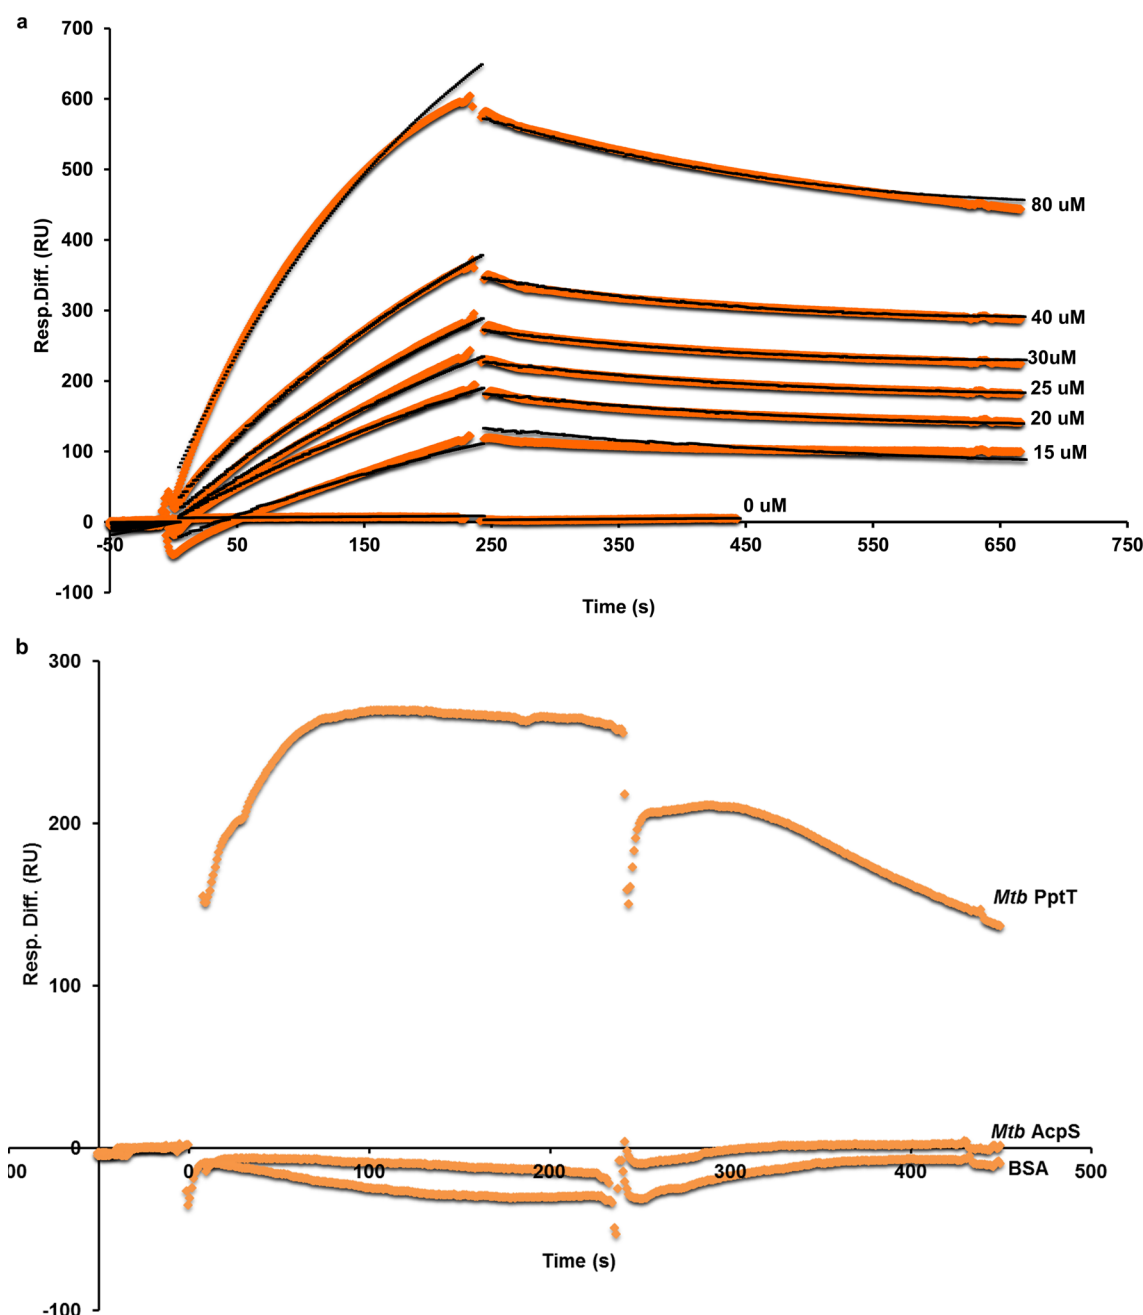 a
700
600
500
400
300
200
100
0
-100
Resp.Diff. (RU)
-50
50
150
250
350
450
550
650
750
Time (s)
80 uM
40 uM
30uM
25 uM
20 uM
15 uM
0 uM
b
300
200
100
0
-100
Resp. Diff. (RU)
Mtb PptT
Mtb AcpS
BSA
00
0
100
200
300
400
500
Time (s)